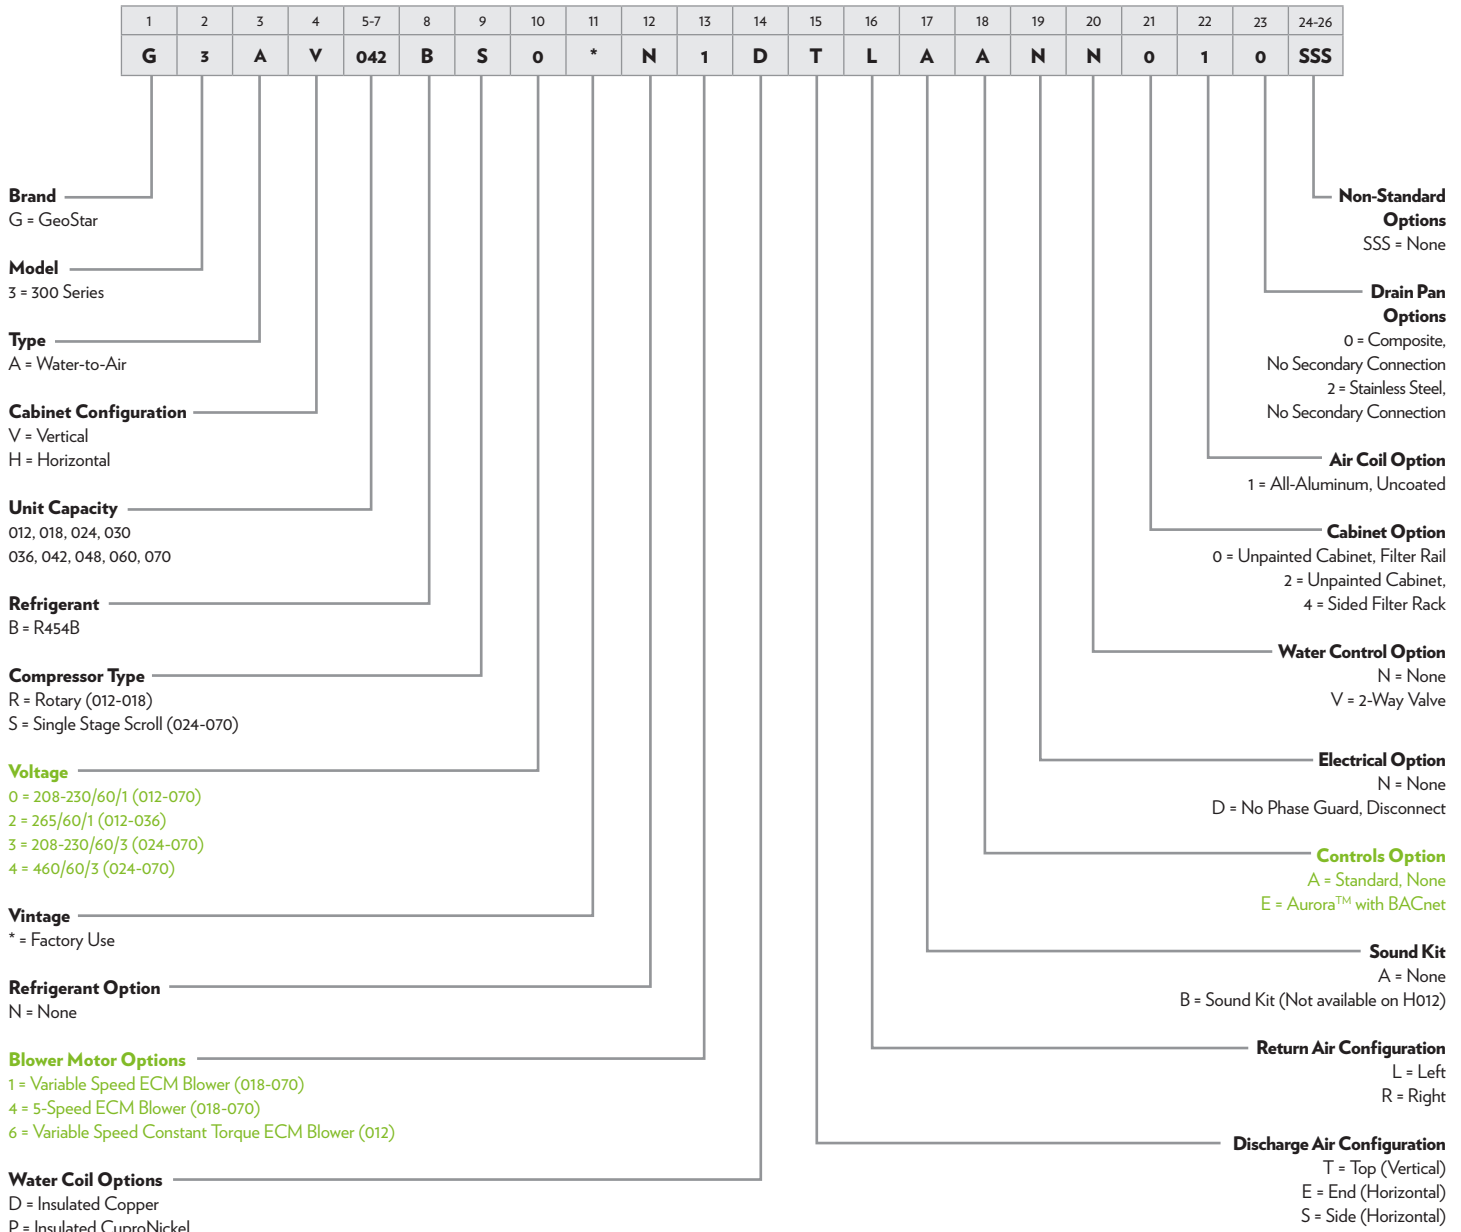 1 2 3 4 5-7 8 9 10 11 12 13 14 15 16 17 18 19 20 21 22 23 24-26
G 3 A V 042 B S 0 * N 1 D T L A A N N 0 1 0 SSS
Brand
G = GeoStar
Model
3 = 300 Series
Type
A = Water-to-Air
Cabinet Configuration
V = Vertical
H = Horizontal
Unit Capacity
012, 018, 024, 030
036, 042, 048, 060, 070
Refrigerant
B = R454B
Compressor Type
R = Rotary (012-018)
S = Single Stage Scroll (024-070)
Voltage
0 = 208-230/60/1 (012-070)
2 = 265/60/1 (012-036)
3 = 208-230/60/3 (024-070)
4 = 460/60/3 (024-070)
Vintage
* = Factory Use
Refrigerant Option
N = None
Blower Motor Options
1 = Variable Speed ECM Blower (018-070)
4 = 5-Speed ECM Blower (018-070)
6 = Variable Speed Constant Torque ECM Blower (012)
Water Coil Options
D = Insulated Copper
P = Insulated CuproNickel
Non-Standard
Options
SSS = None
Drain Pan
Options
0 = Composite,
No Secondary Connection
2 = Stainless Steel,
No Secondary Connection
Air Coil Option
1 = All-Aluminum, Uncoated
Cabinet Option
0 = Unpainted Cabinet, Filter Rail
2 = Unpainted Cabinet,
4 = Sided Filter Rack
Water Control Option
N = None
V = 2-Way Valve
Electrical Option
N = None
D = No Phase Guard, Disconnect
Controls Option
A = Standard, None
E = Aurora™ with BACnet
Sound Kit
A = None
B = Sound Kit (Not available on H012)
Return Air Configuration
L = Left
R = Right
Discharge Air Configuration
T = Top (Vertical)
E = End (Horizontal)
S = Side (Horizontal)